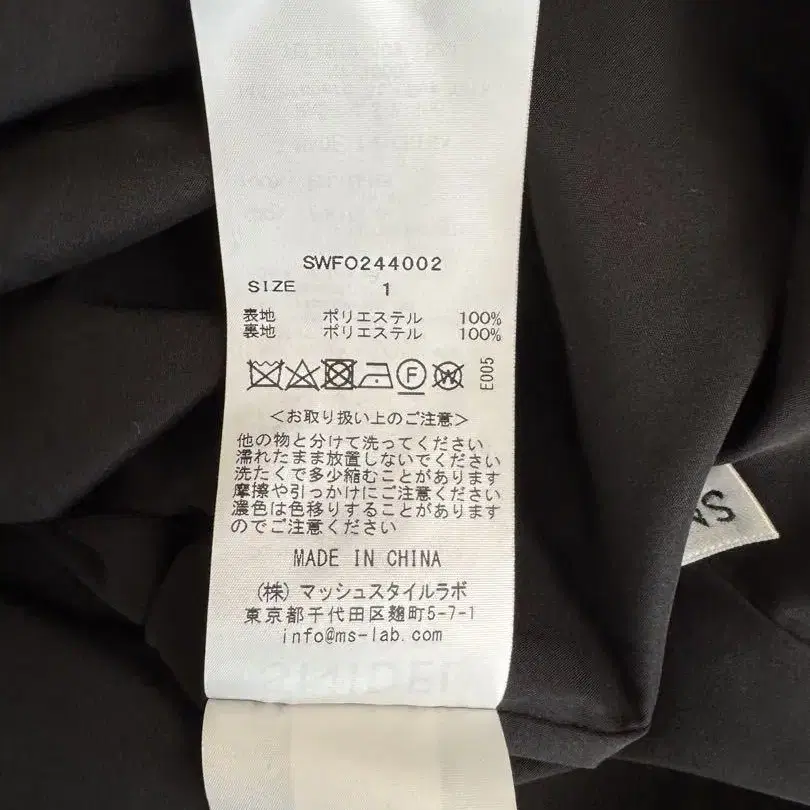 SWFO244002
SIZE 1
表地 ポリエステル 100%
裏地 ポリエステル 100%
F W E005
<お取り扱い上のご注意>
他の物と分けて洗ってください
濡れたまま放置しないでください
洗たくで多少縮むことがあります
摩擦や引っかけにご注意ください
濃色は色移りすることがあります
のでご注意ください
MADE IN CHINA
(株) マッシュスタイルラボ
東京都千代田区麹町5-7-1
info@ms-lab.com